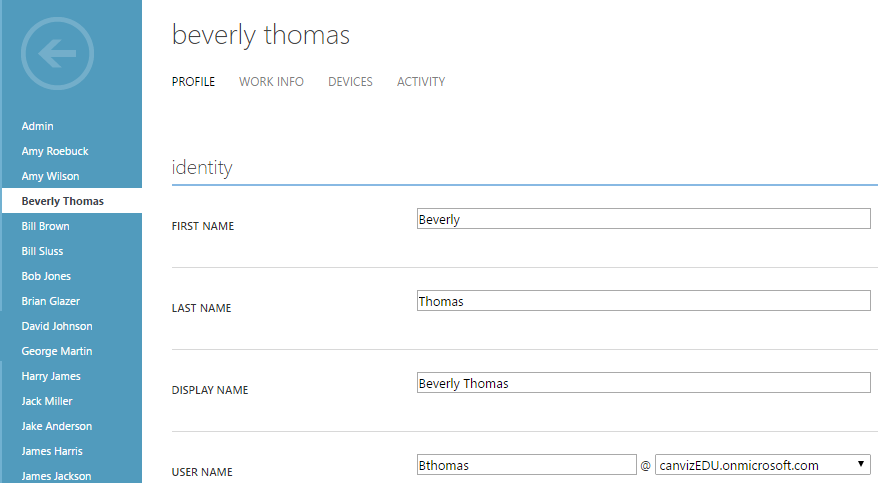 beverly thomas
PROFILE WORK INFO DEVICES ACTIVITY
Admin
Amy Roebuck
Amy Wilson
Beverly Thomas
Bill Brown
Bill Sluss
Bob Jones
Brian Glazer
David Johnson
George Martin
Harry James
Jack Miller
Jake Anderson
James Harris
James Jackson
identity
FIRST NAME Beverly
LAST NAME Thomas
DISPLAY NAME Beverly Thomas
USER NAME Bthomas @ canvizEDU.onmicrosoft.com